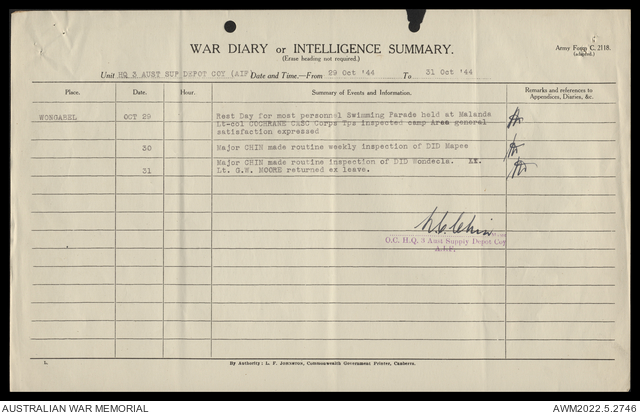 WAR DIARY or INTELLIGENCE SUMMARY.
(Erase heading not required.)
Army Form C. 2118.
(adapted.)
Unit HQ 3 AUST SUP DEPOT COY (AIF) Date and Time.—From 29 Oct '44 To 31 Oct '44
Place. Date. Hour. Summary of Events and Information. Remarks and references to Appendices, Diaries, &c.
WONGABEL OCT 29 Rest Day for most personnel Swimming Parade held at Malanda
Lt-col COCHRANE CASC Corps Tps inspected camp Area general
satisfaction expressed
30 Major CHIN made routine weekly inspection of DID Mapee
Major CHIN made routine inspection of DID Wondecla. Lt.
31 Lt. G.W. MOORE returned ex leave.
O.C. H.Q. 3 Aust Supply Depot Coy
A.I.F.
L. By Authority: L. F. Johnston, Commonwealth Government Printer, Canberra.
AUSTRALIAN WAR MEMORIAL AWM2022.5.2746